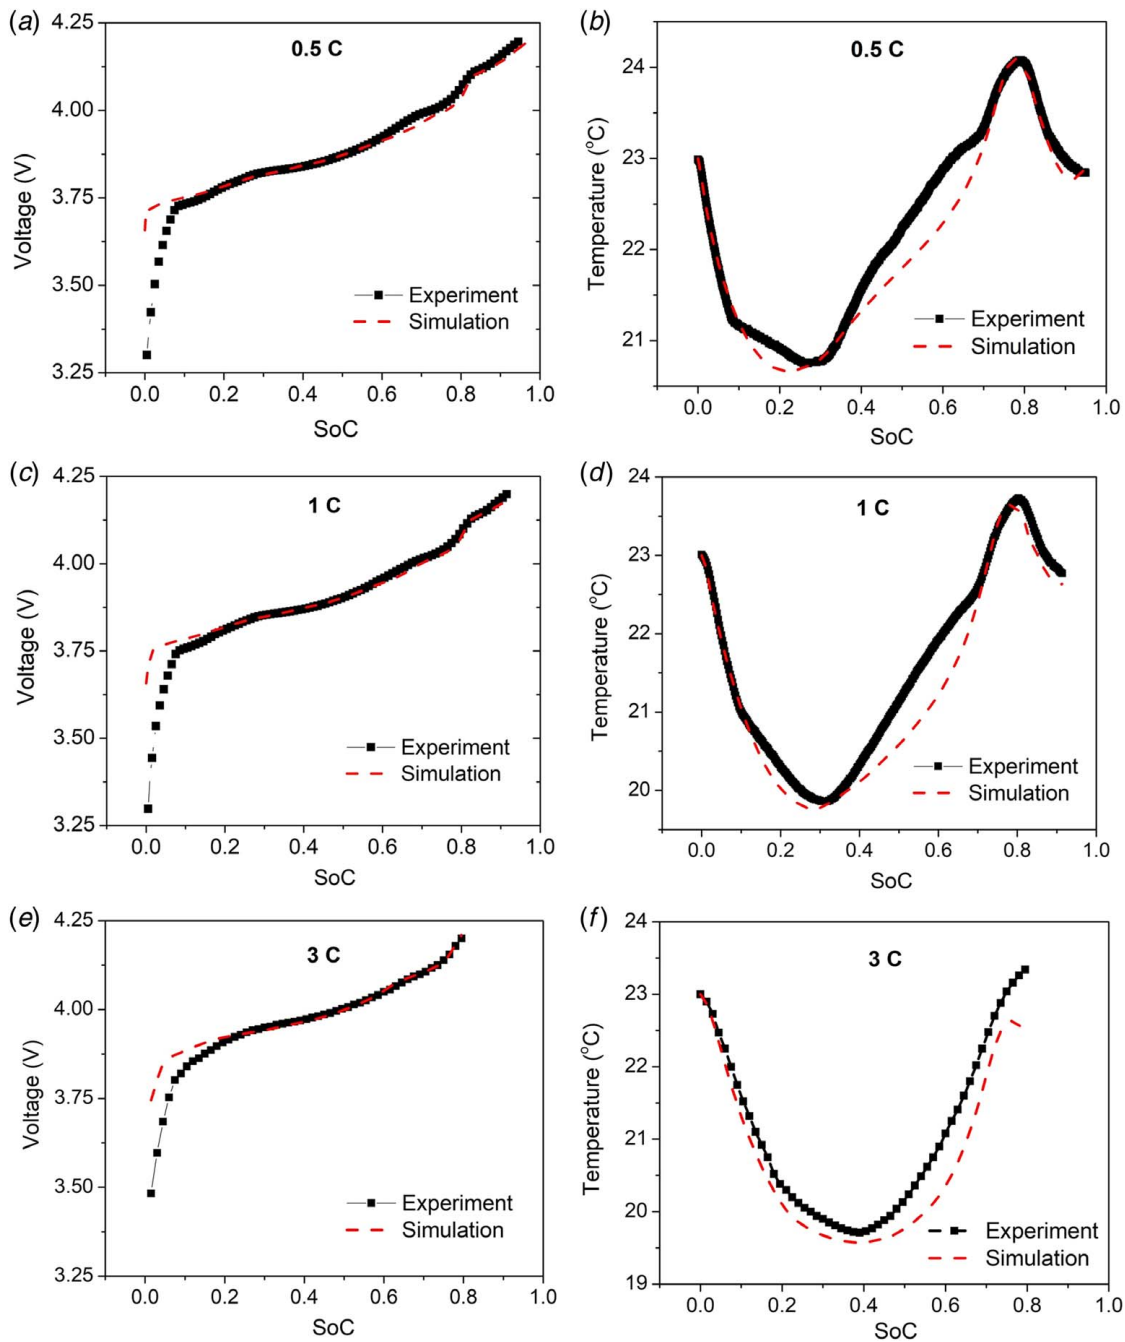 (a)
0.5 C
4.25
4.00
3.75
3.50
3.25
Voltage (V)
Experiment
Simulation
0.0 0.2 0.4 0.6 0.8 1.0
SoC
(b)
0.5 C
24
23
22
21
Temperature (°C)
Experiment
Simulation
0.0 0.2 0.4 0.6 0.8 1.0
SoC
(c)
1 C
4.25
4.00
3.75
3.50
3.25
Voltage (V)
Experiment
Simulation
0.0 0.2 0.4 0.6 0.8 1.0
SoC
(d)
1 C
24
23
22
21
20
Temperature (°C)
Experiment
Simulation
0.0 0.2 0.4 0.6 0.8 1.0
SoC
(e)
3 C
4.25
4.00
3.75
3.50
3.25
Voltage (V)
Experiment
Simulation
0.0 0.2 0.4 0.6 0.8 1.0
SoC
(f)
3 C
24
23
22
21
20
19
Temperature (°C)
Experiment
Simulation
0.0 0.2 0.4 0.6 0.8 1.0
SoC